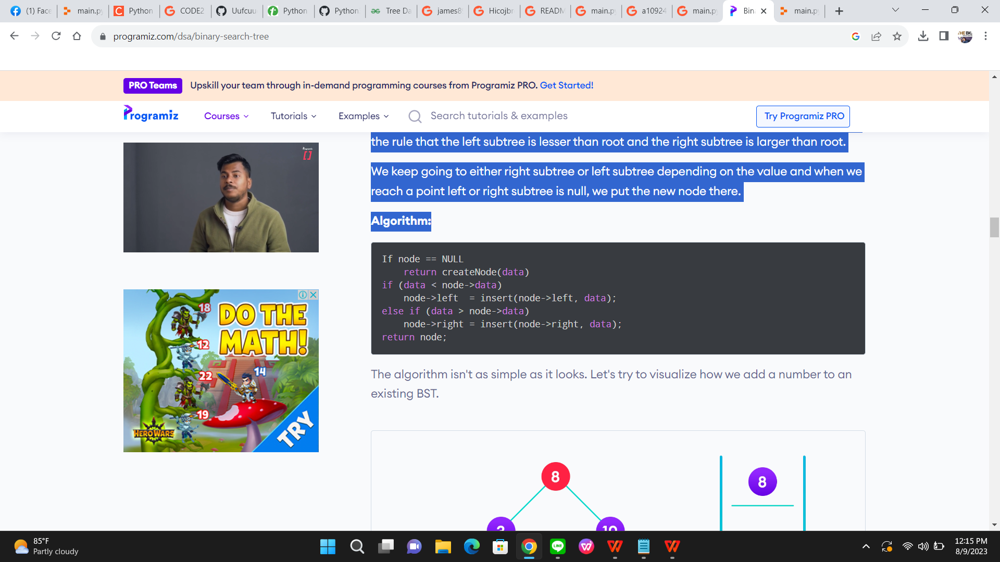 (1) Face
main.py
Python
CODE2
Uufcuu
Python
Python.
Tree Da
james8
Hicojbr
READM
main.py
a10924
main.py
Bin
main.py
programiz.com/dsa/binary-search-tree
PRO Teams Upskill your team through in-demand programming courses from Programiz PRO. Get Started!
Programiz Courses Tutorials Examples Search tutorials & examples Try Programiz PRO
the rule that the left subtree is lesser than root and the right subtree is larger than root.
We keep going to either right subtree or left subtree depending on the value and when we
reach a point left or right subtree is null, we put the new node there.
Algorithm:
If node == NULL
return createNode(data)
if (data < node->data)
node->left  = insert(node->left, data);
else if (data > node->data)
node->right = insert(node->right, data);
return node;
The algorithm isn't as simple as it looks. Let's try to visualize how we add a number to an
existing BST.
8
8
3
10
Programiz
[]
DO THE
MATH!
18
12
22
14
19
HERO WARS
TRY
85°F
Partly cloudy
LINE
12:15 PM
8/9/2023